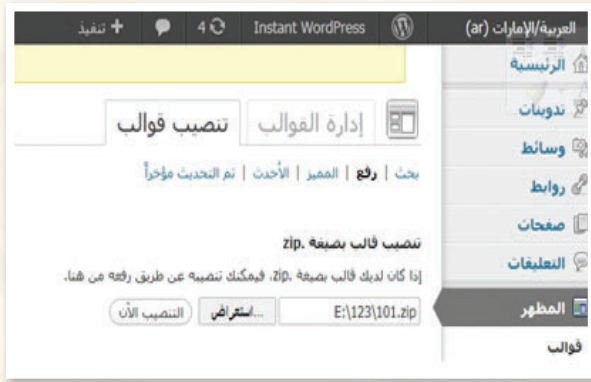 العربية/الإمارات (ar)
Instant WordPress
4
+ تنفيذ
الرئيسية
تدوينات
وسائط
روابط
صفحات
التعليقات
المظهر
قوالب
إدارة القوالب
تنصيب قوالب
بحث | رفع | المميز | الأحدث | تم التحديث مؤخراً
تنصيب قالب بصيغة .zip
إذا كان لديك قالب بصيغة .zip، فيمكنك تنصيبه عن طريق رفعه من هنا.
E:\123\101.zip
استعراض...
التنصيب الآن